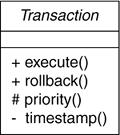 Transaction
+ execute()
+ rollback()
# priority()
- timestamp()